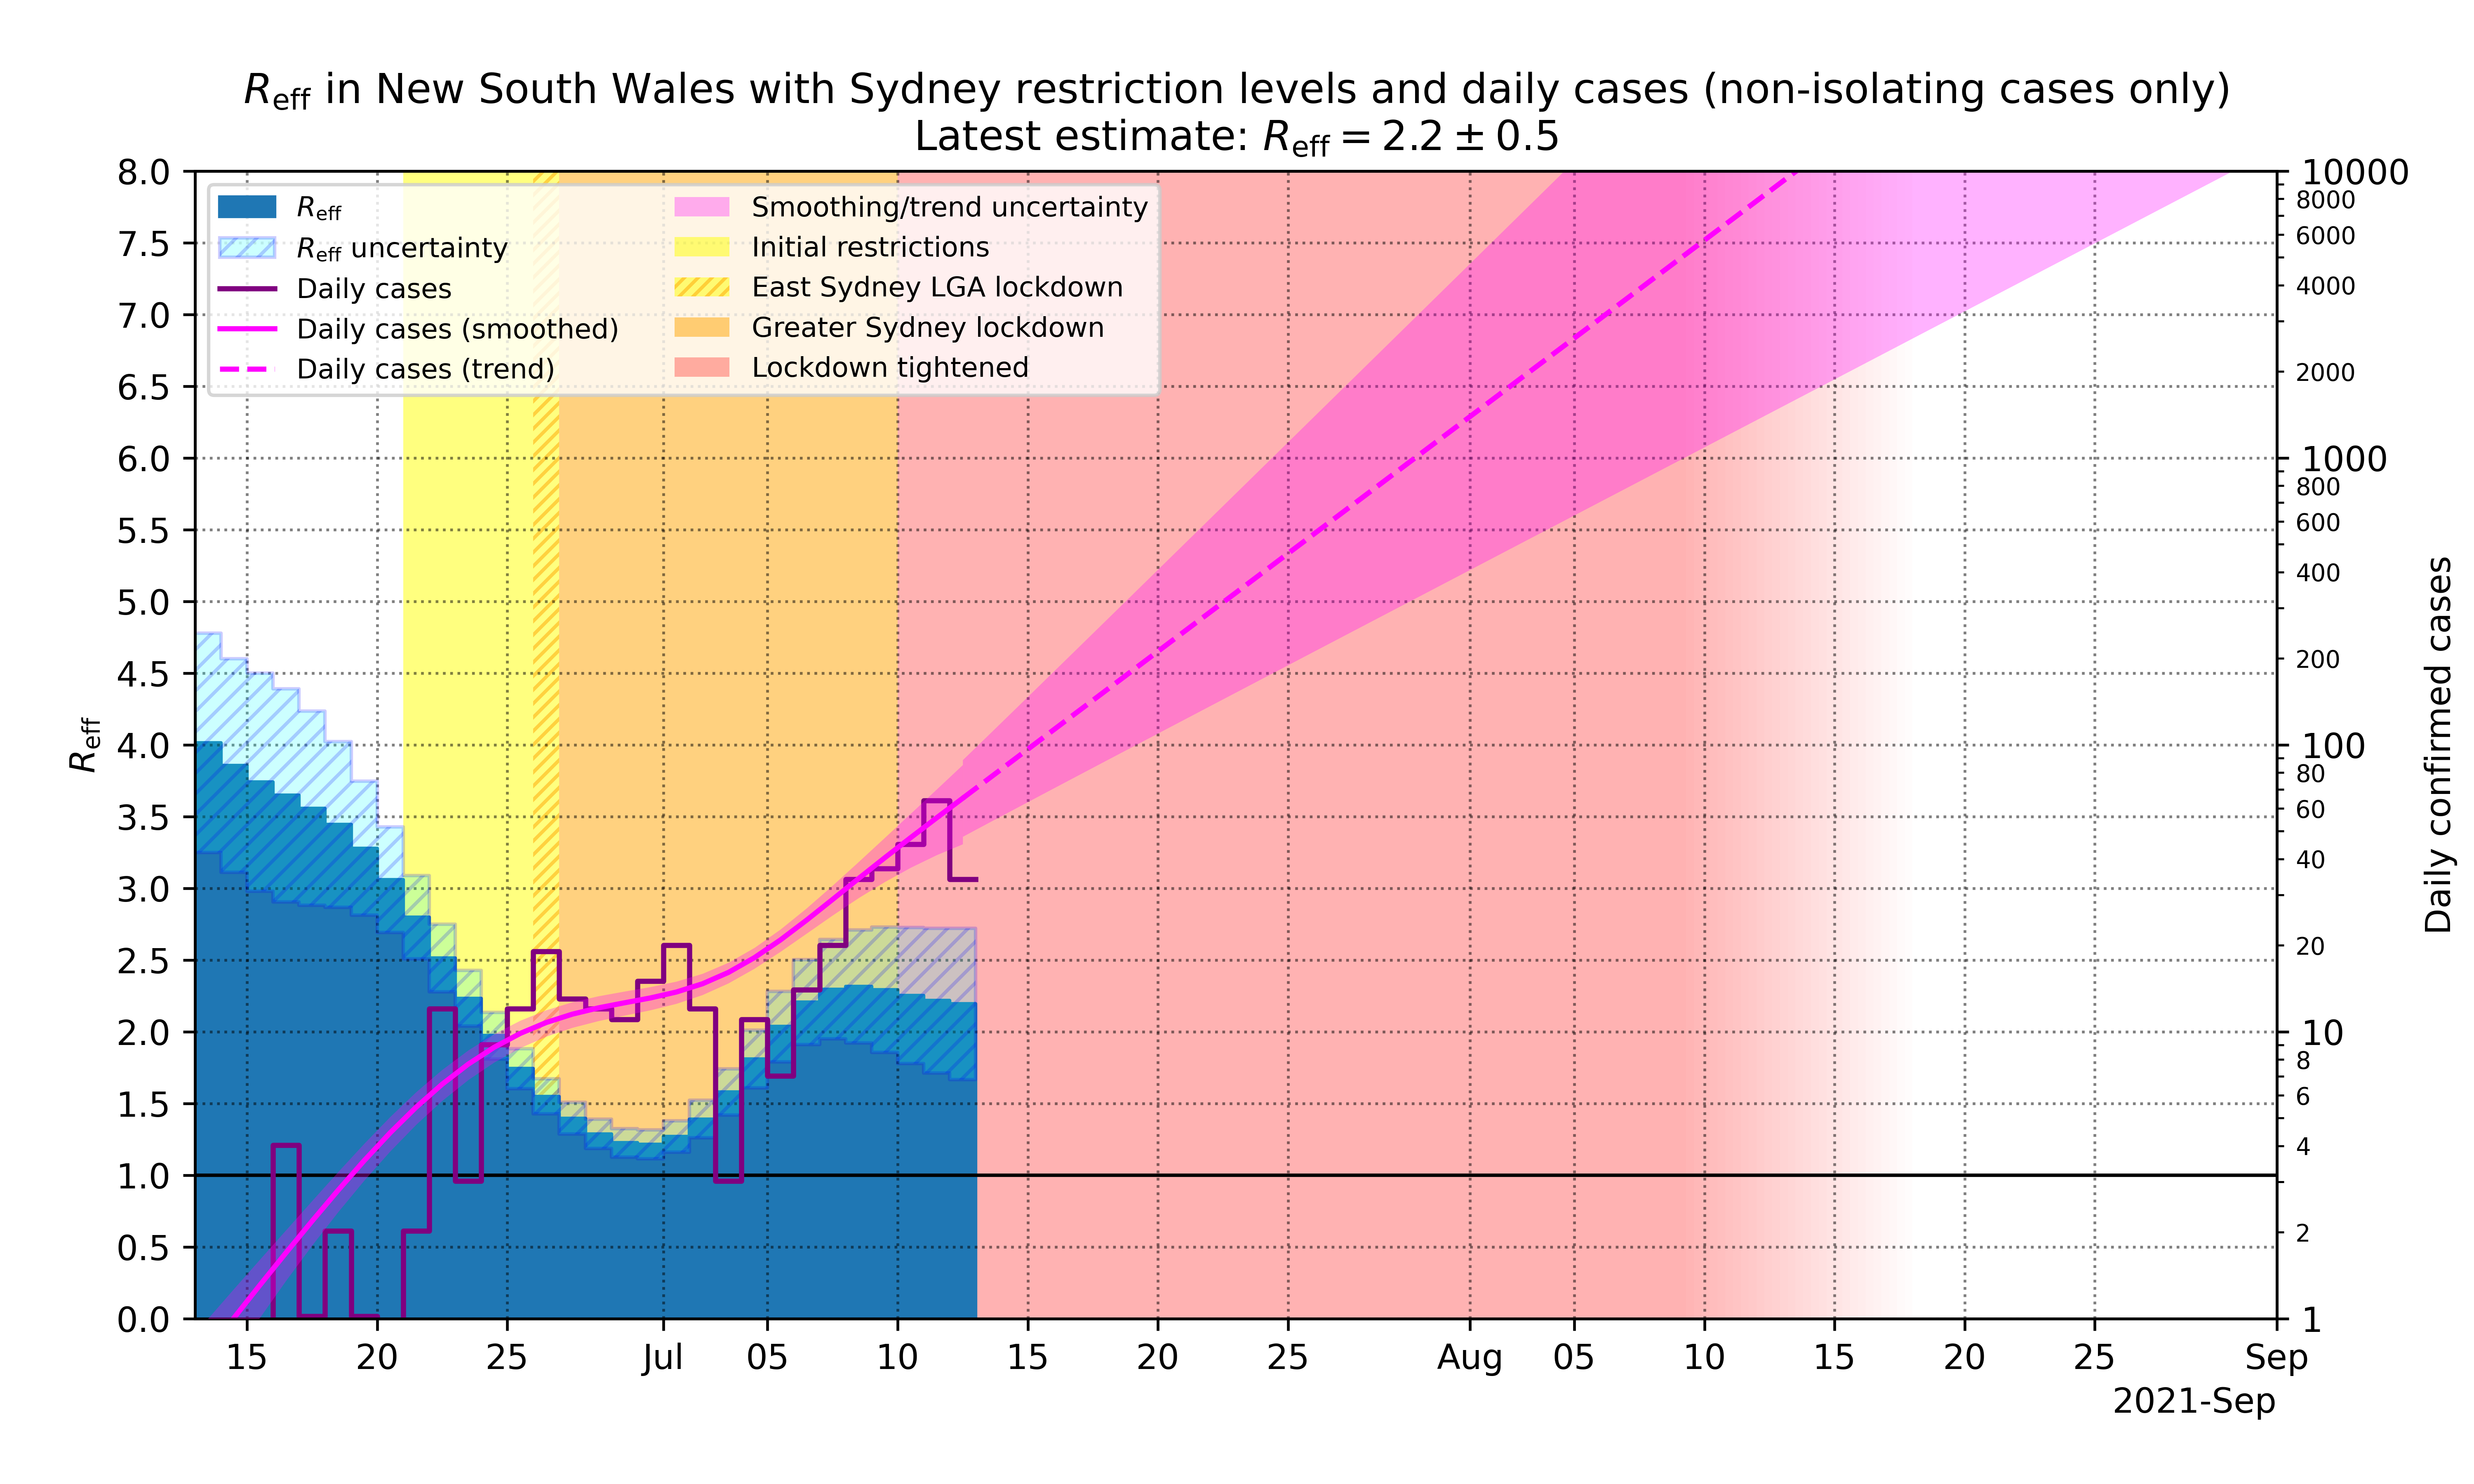 R_eff in New South Wales with Sydney restriction levels and daily cases (non-isolating cases only)
Latest estimate: R_eff = 2.2 ± 0.5
R_eff
R_eff uncertainty
Daily cases
Daily cases (smoothed)
Daily cases (trend)
Smoothing/trend uncertainty
Initial restrictions
East Sydney LGA lockdown
Greater Sydney lockdown
Lockdown tightened
R_eff
8.0
7.5
7.0
6.5
6.0
5.5
5.0
4.5
4.0
3.5
3.0
2.5
2.0
1.5
1.0
0.5
0.0
10000
8000
6000
4000
2000
1000
800
600
400
200
100
80
60
40
20
10
8
6
4
2
1
Daily confirmed cases
15 20 25 Jul 05 10 15 20 25 Aug 05 10 15 20 25 Sep
2021-Sep